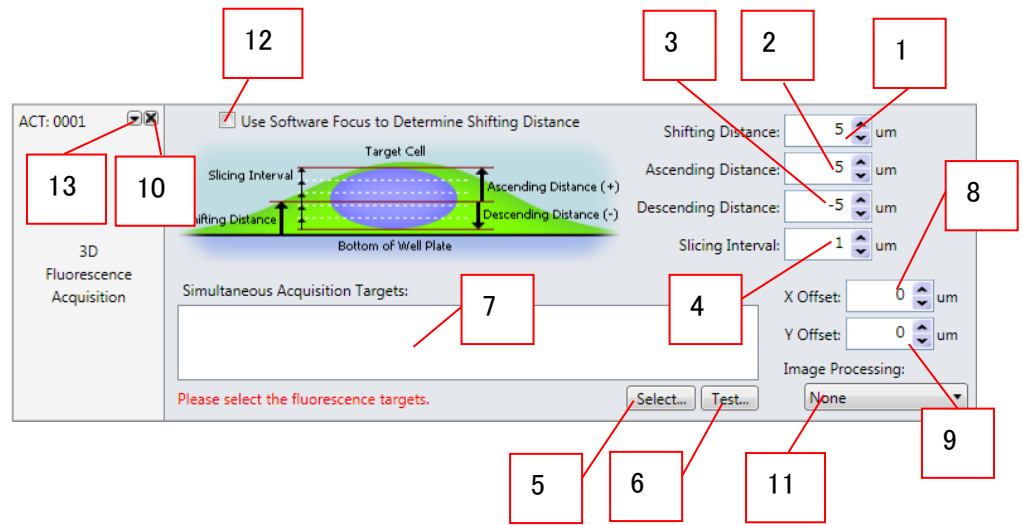 12
3
2
1
ACT: 0001
Use Software Focus to Determine Shifting Distance
Shifting Distance: 5 um
Target Cell
13
10
Slicing Interval
Ascending Distance (+)
Ascending Distance: 5 um
8
Shifting Distance
Descending Distance (-)
Descending Distance: -5 um
Bottom of Well Plate
Slicing Interval: 1 um
3D
Fluorescence
Acquisition
Simultaneous Acquisition Targets:
7
4
X Offset: 0 um
Y Offset: 0 um
Image Processing:
Please select the fluorescence targets.
Select...
Test...
None
9
5
6
11